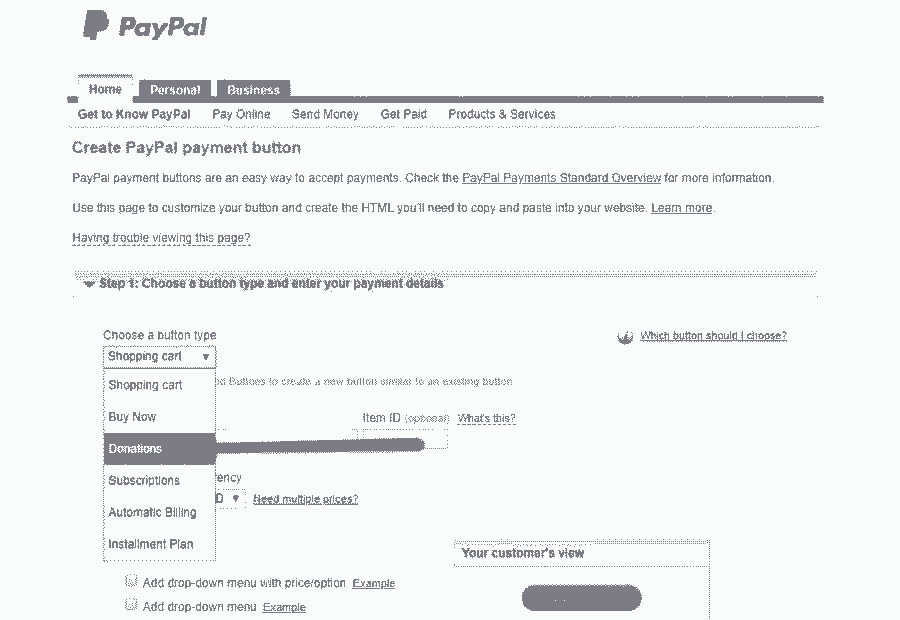 PayPal
Home Personal Business
Get to Know PayPal Pay Online Send Money Get Paid Products & Services
Create PayPal payment button
PayPal payment buttons are an easy way to accept payments. Check the PayPal Payments Standard Overview for more information.
Use this page to customize your button and create the HTML you'll need to copy and paste into your website. Learn more.
Having trouble viewing this page?
Step 1: Choose a button type and enter your payment details
Choose a button type
Which button should I choose?
Shopping cart
Shopping cart
ed Buttons to create a new button similar to an existing button
Buy Now
Item ID (optional) What's this?
Donations
Subscriptions
ency
D Need multiple prices?
Automatic Billing
Installment Plan
Your customer's view
Add drop-down menu with price/option Example
Add drop-down menu Example